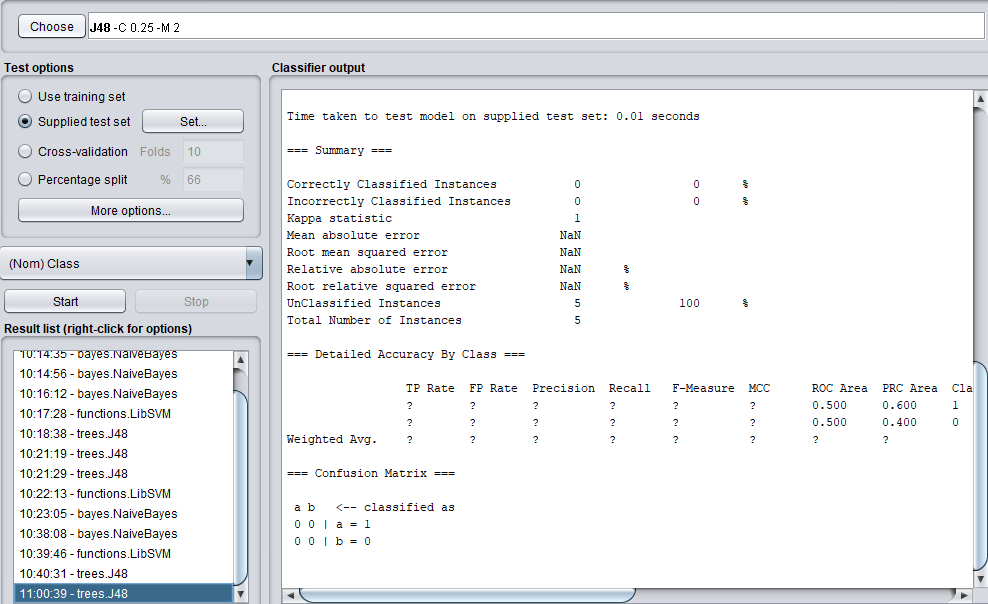 Choose J48 -C 0.25 -M 2
Test options
Use training set
Supplied test set Set...
Cross-validation Folds 10
Percentage split % 66
More options...
(Nom) Class
Start Stop
Result list (right-click for options)
10:14:35 - bayes.NaiveBayes
10:14:56 - bayes.NaiveBayes
10:16:12 - bayes.NaiveBayes
10:17:28 - functions.LibSVM
10:18:38 - trees.J48
10:21:19 - trees.J48
10:21:29 - trees.J48
10:22:13 - functions.LibSVM
10:23:05 - bayes.NaiveBayes
10:38:08 - bayes.NaiveBayes
10:39:46 - functions.LibSVM
10:40:31 - trees.J48
11:00:39 - trees.J48
Classifier output
Time taken to test model on supplied test set: 0.01 seconds
=== Summary ===
Correctly Classified Instances 0 0 %
Incorrectly Classified Instances 0 0 %
Kappa statistic 1
Mean absolute error NaN
Root mean squared error NaN
Relative absolute error NaN %
Root relative squared error NaN %
UnClassified Instances 5 100 %
Total Number of Instances 5
=== Detailed Accuracy By Class ===
TP Rate FP Rate Precision Recall F-Measure MCC ROC Area PRC Area Cla
? ? ? ? ? ? 0.500 0.600 1
? ? ? ? ? ? 0.500 0.400 0
Weighted Avg. ? ? ? ? ? ? ? ?
=== Confusion Matrix ===
a b <-- classified as
0 0 | a = 1
0 0 | b = 0